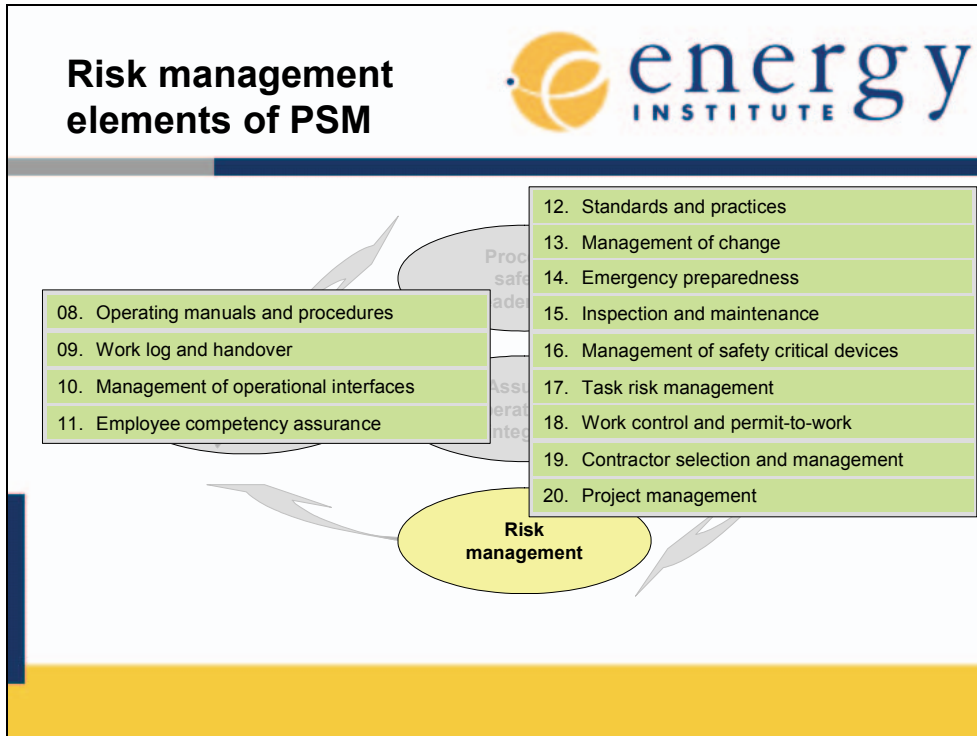 Risk management
elements of PSM
energy
INSTITUTE
08. Operating manuals and procedures
09. Work log and handover
10. Management of operational interfaces
11. Employee competency assurance
12. Standards and practices
13. Management of change
14. Emergency preparedness
15. Inspection and maintenance
16. Management of safety critical devices
17. Task risk management
18. Work control and permit-to-work
19. Contractor selection and management
20. Project management
Risk
management